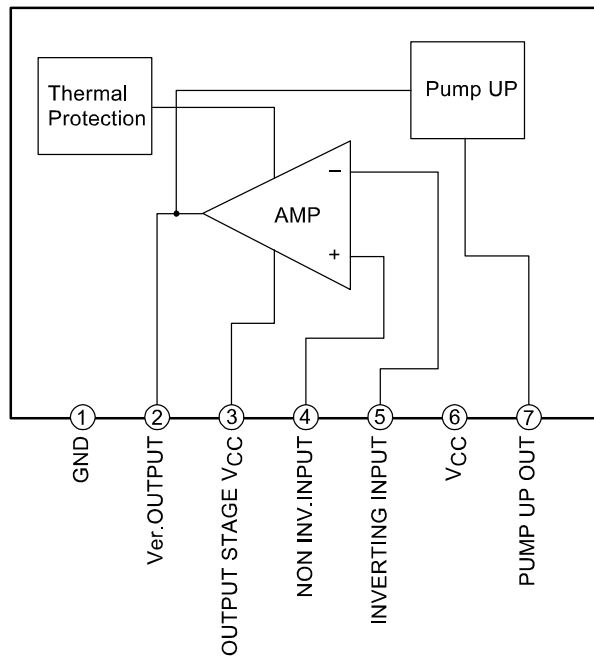 Thermal
Protection
Pump UP
AMP
−
+
1
2
3
4
5
6
7
GND
Ver.OUTPUT
OUTPUT STAGE VCC
NON INV.INPUT
INVERTING INPUT
VCC
PUMP UP OUT